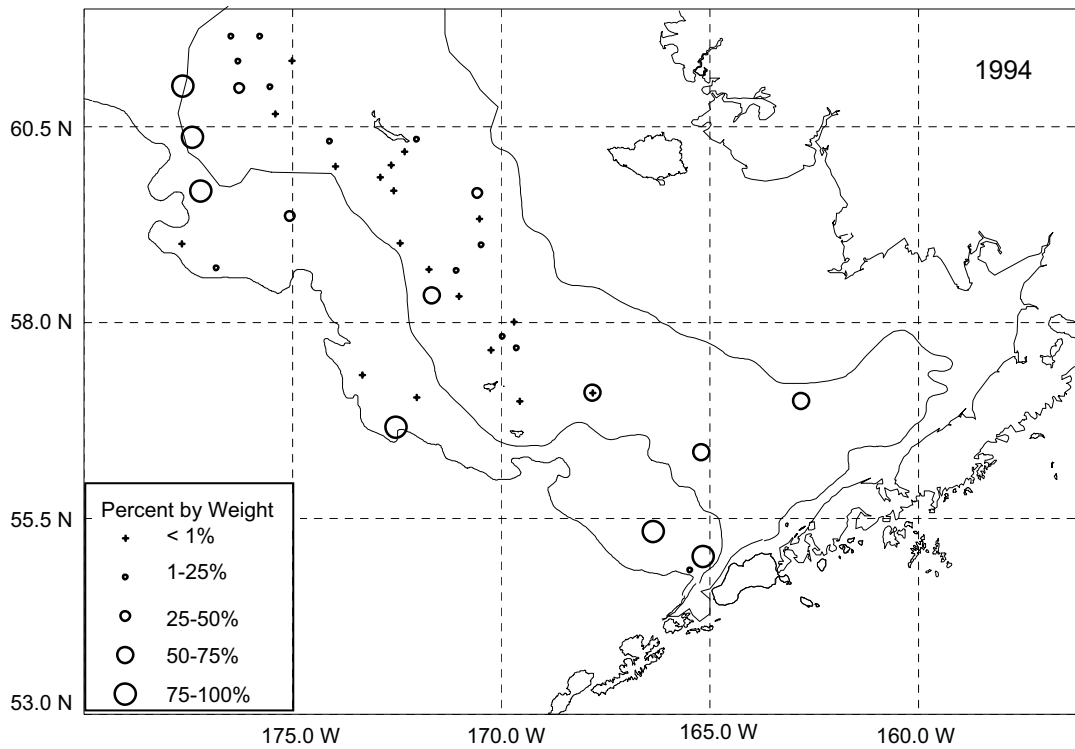 1994
60.5 N
58.0 N
55.5 N
53.0 N
Percent by Weight
< 1%
1-25%
25-50%
50-75%
75-100%
175.0 W
170.0 W
165.0 W
160.0 W